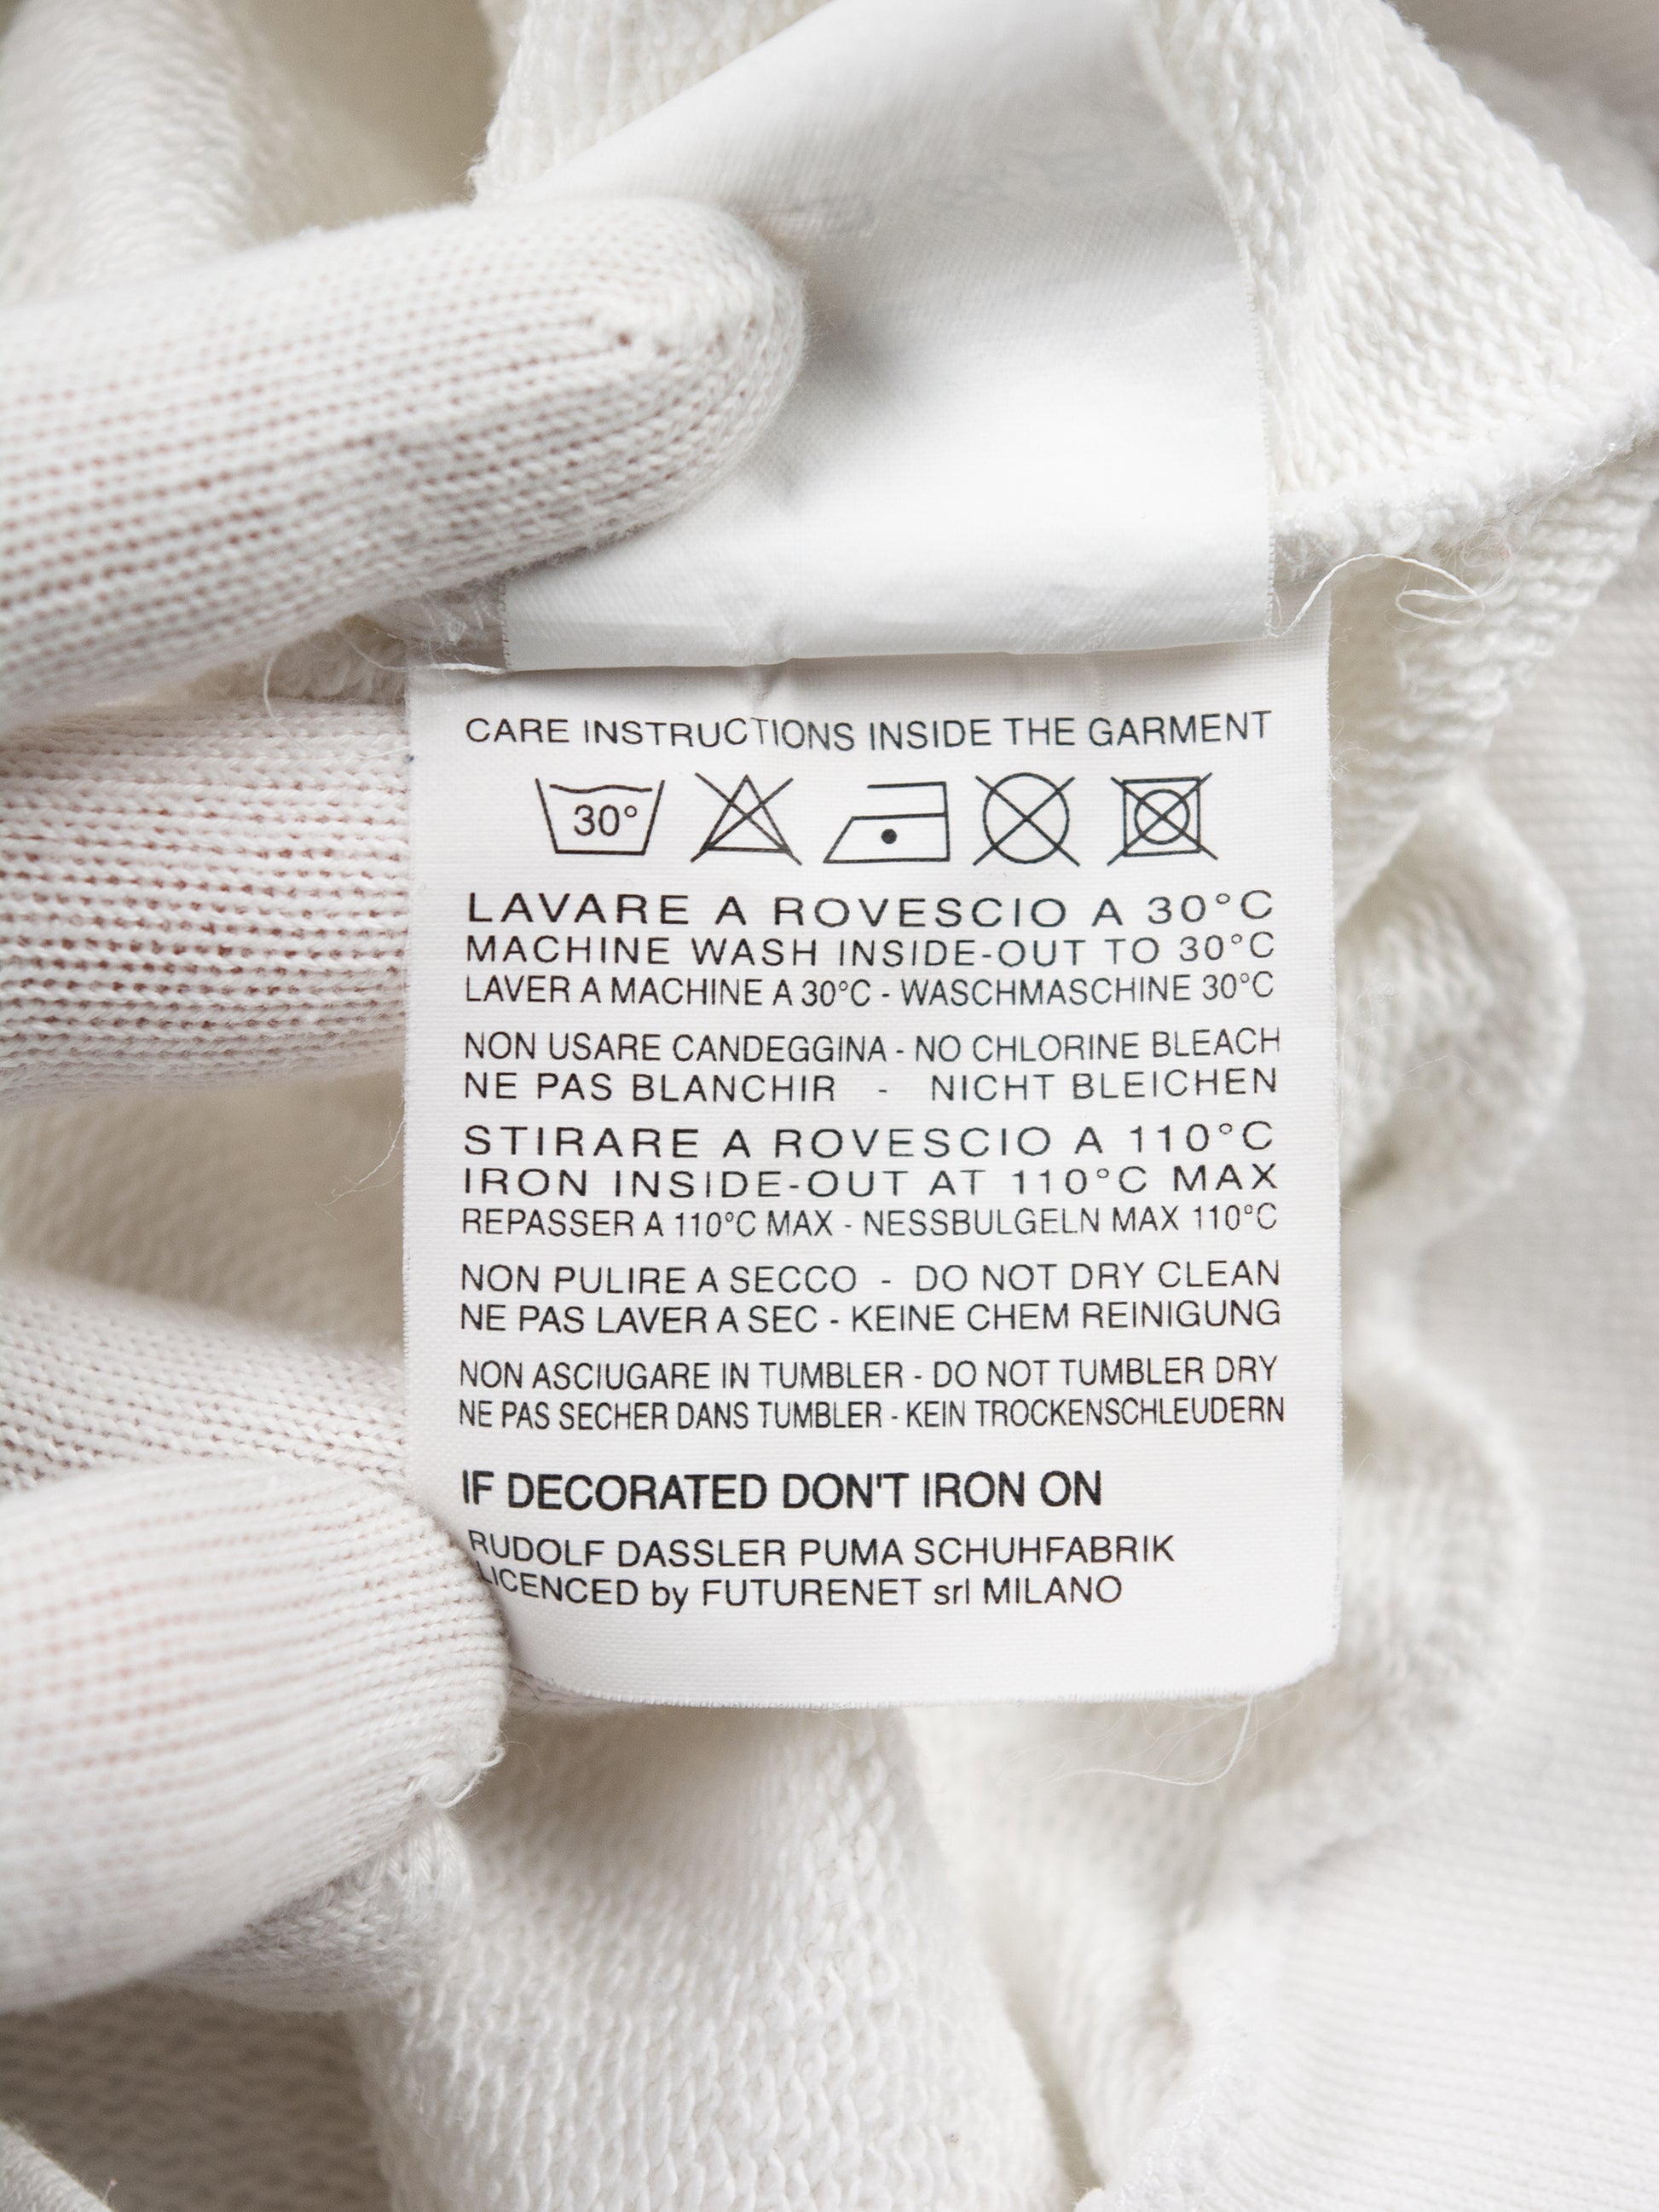 CARE INSTRUCTIONS INSIDE THE GARMENT
30°
LAVARE A ROVESCIO A 30°C
MACHINE WASH INSIDE-OUT TO 30°C
LAVER A MACHINE A 30°C - WASCHMASCHINE 30°C
NON USARE CANDEGGINA - NO CHLORINE BLEACH
NE PAS BLANCHIR - NICHT BLEICHEN
STIRARE A ROVESCIO A 110°C
IRON INSIDE-OUT AT 110°C MAX
REPASSER A 110°C MAX - NESSBULGELN MAX 110°C
NON PULIRE A SECCO - DO NOT DRY CLEAN
NE PAS LAVER A SEC - KEINE CHEM REINIGUNG
NON ASCIUGARE IN TUMBLER - DO NOT TUMBLER DRY
NE PAS SECHER DANS TUMBLER - KEIN TROCKENSCHLEUDERN
IF DECORATED DON'T IRON ON
RUDOLF DASSLER PUMA SCHUHFABRIK
LICENCED by FUTURENET srl MILANO